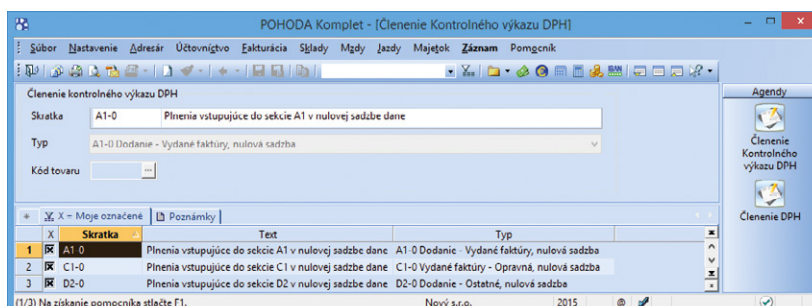 POHODA Komplet - [Členenie Kontrolného výkazu DPH]
Súbor Nastavenie Adresár Účtovníctvo Fakturácia Sklady Mzdy Jazdy Majetok Záznam Pomocník
Členenie kontrolného výkazu DPH
Skratka A1-0 Plnenia vstupujúce do sekcie A1 v nulovej sadzbe dane
Typ A1-0 Dodanie - Vydané faktúry, nulová sadzba
Kód tovaru ...
Agendy
Členenie
Kontrolného
výkazu DPH
Členenie DPH
* X = Moje označené Poznámky
X Skratka Text Typ
1 A1-0 Plnenia vstupujúce do sekcie A1 v nulovej sadzbe dane A1-0 Dodanie - Vydané faktúry, nulová sadzba
2 C1-0 Plnenia vstupujúce do sekcie C1 v nulovej sadzbe dane C1-0 Vydané faktúry - Opravná, nulová sadzba
3 D2-0 Plnenia vstupujúce do sekcie D2 v nulovej sadzbe dane D2-0 Dodanie - Ostatné, nulová sadzba
(1/3) Na získanie pomocníka stlačte F1. Nový s.r.o. 2015 @